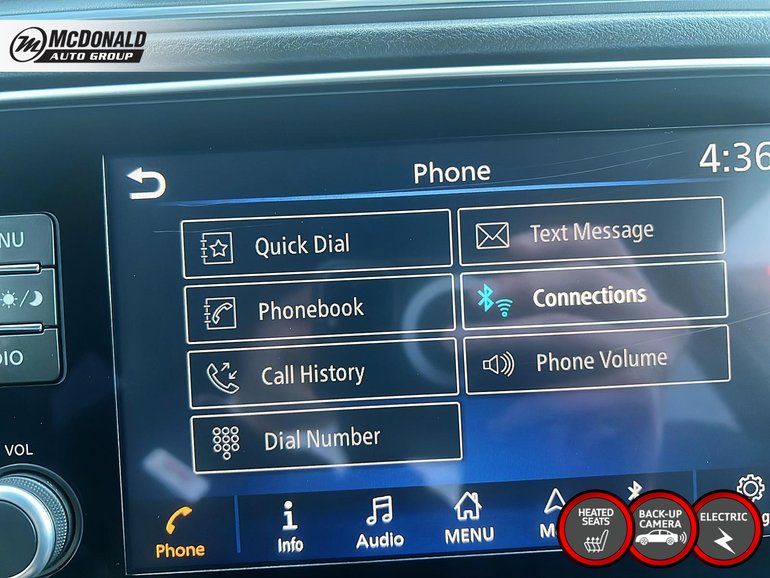 McDONALD
AUTO GROUP
Phone
4:36
Quick Dial
Text Message
Phonebook
Connections
Call History
Phone Volume
Dial Number
VOL
Phone
Info
Audio
MENU
HEATED
SEATS
BACK-UP
CAMERA
ELECTRIC